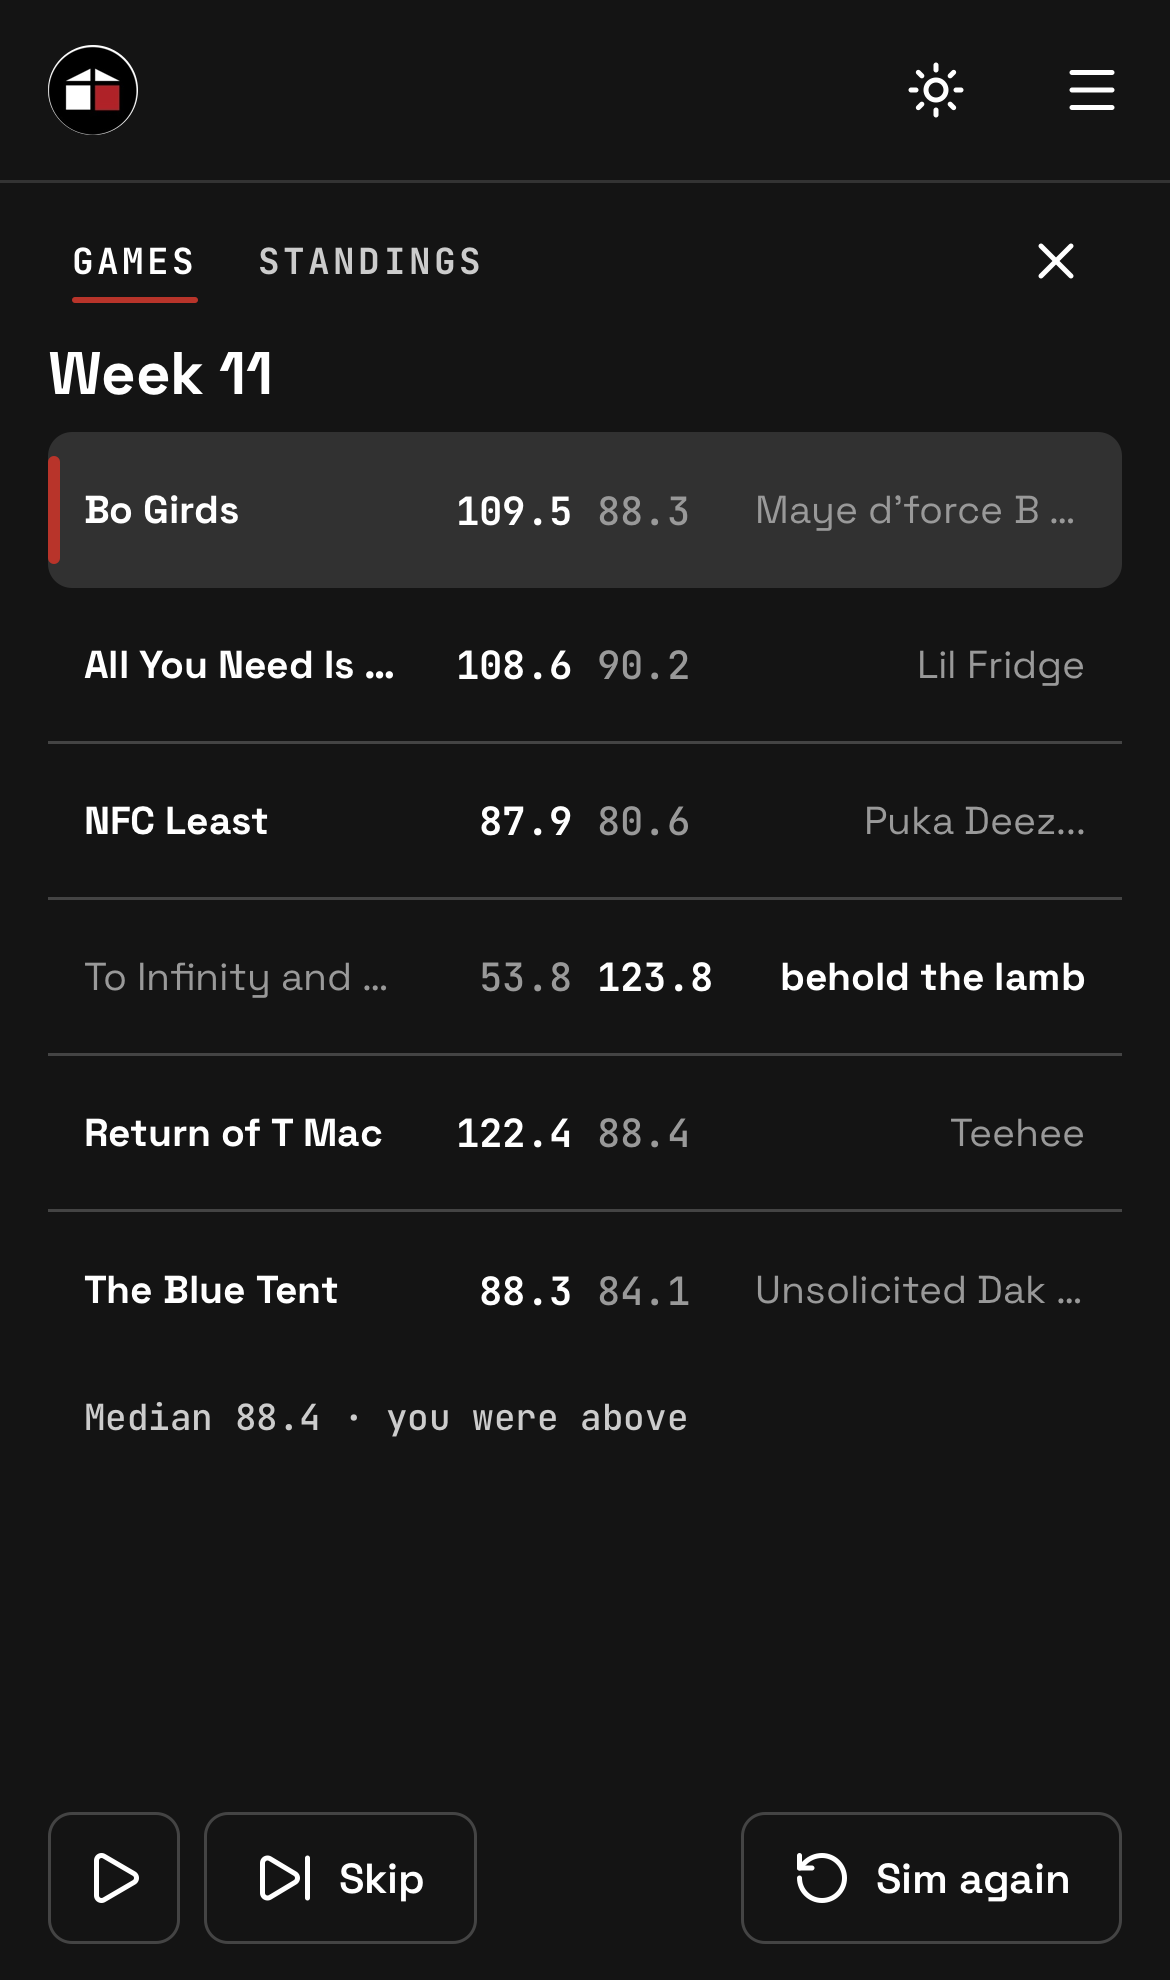 GAMES STANDINGS
Week 11
Bo Girds 109.5 88.3 Maye d'force B ...
All You Need Is ... 108.6 90.2 Lil Fridge
NFC Least 87.9 80.6 Puka Deez...
To Infinity and ... 53.8 123.8 behold the lamb
Return of T Mac 122.4 88.4 Teehee
The Blue Tent 88.3 84.1 Unsolicited Dak ...
Median 88.4 · you were above
Skip Sim again